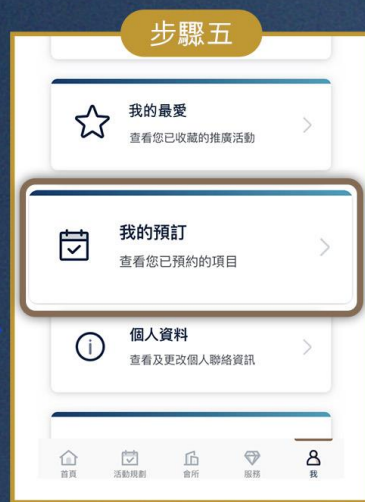 步驟五
我的最愛
查看您已收藏的推廣活動
我的預訂
查看您已預約的項目
個人資料
查看及更改個人聯絡資訊
首頁
活動規劃
會所
服務
我